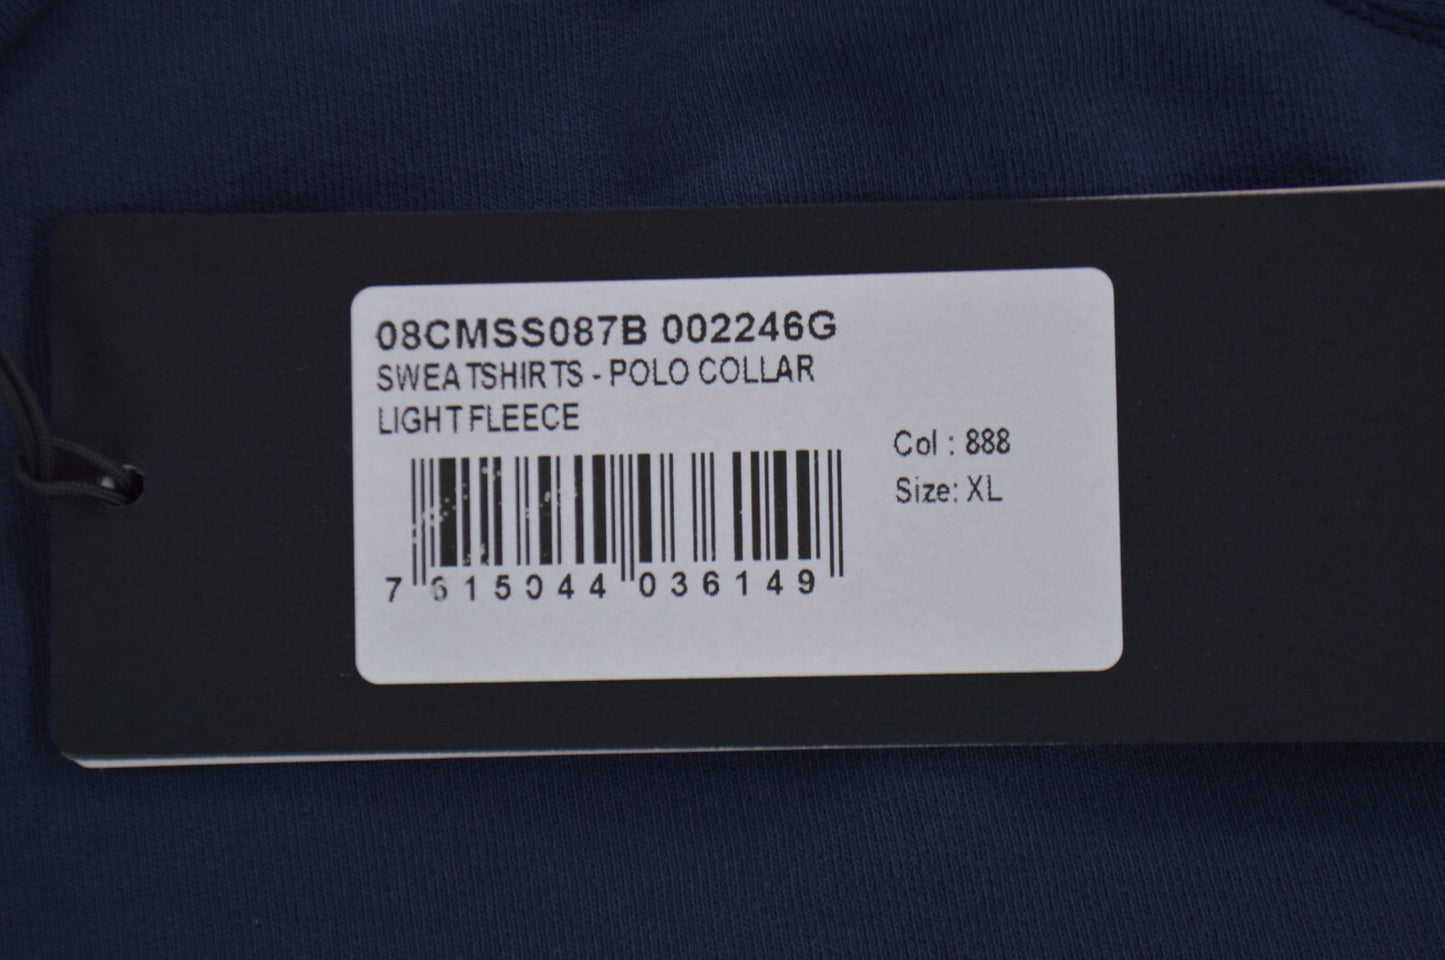 08CMSS087B 002246G
SWEATSHIRTS - POLO COLLAR
LIGHT FLEECE
Col : 888
Size: XL
7 615044 036149